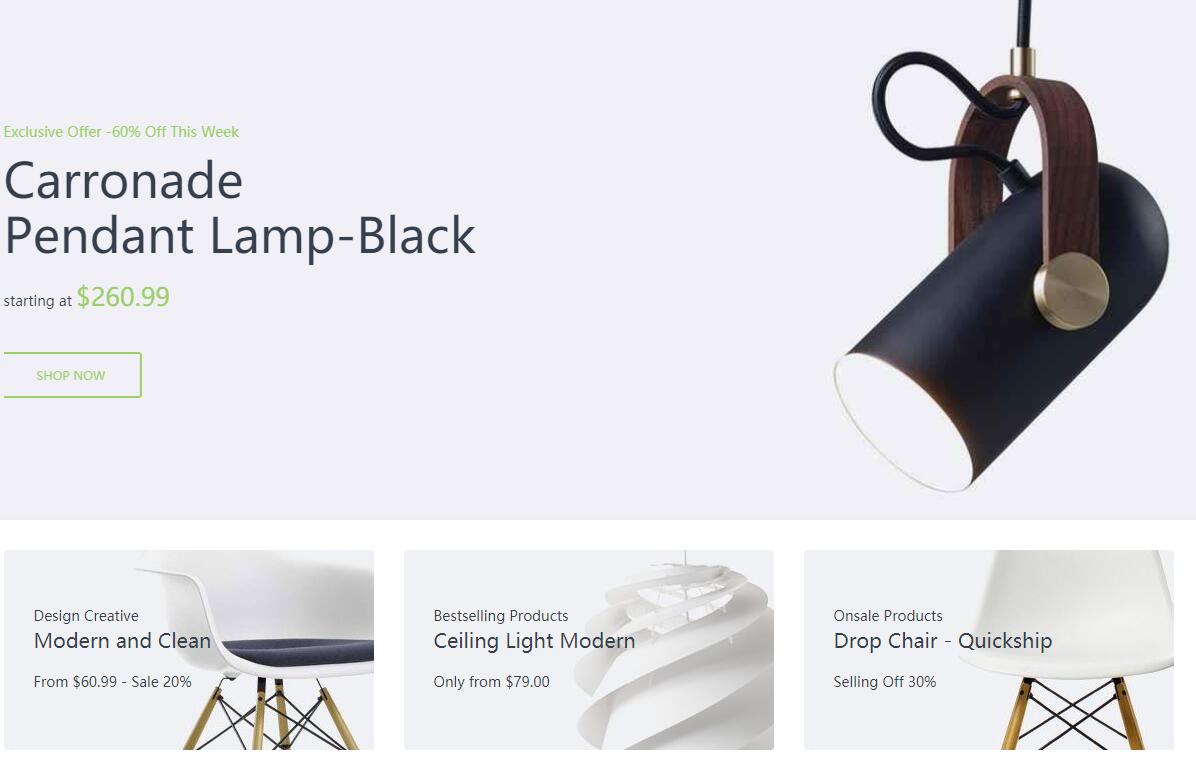 Exclusive Offer -60% Off This Week
Carronade
Pendant Lamp-Black
starting at $260.99
SHOP NOW
Design Creative
Modern and Clean
From $60.99 - Sale 20%
Bestselling Products
Ceiling Light Modern
Only from $79.00
Onsale Products
Drop Chair - Quickship
Selling Off 30%